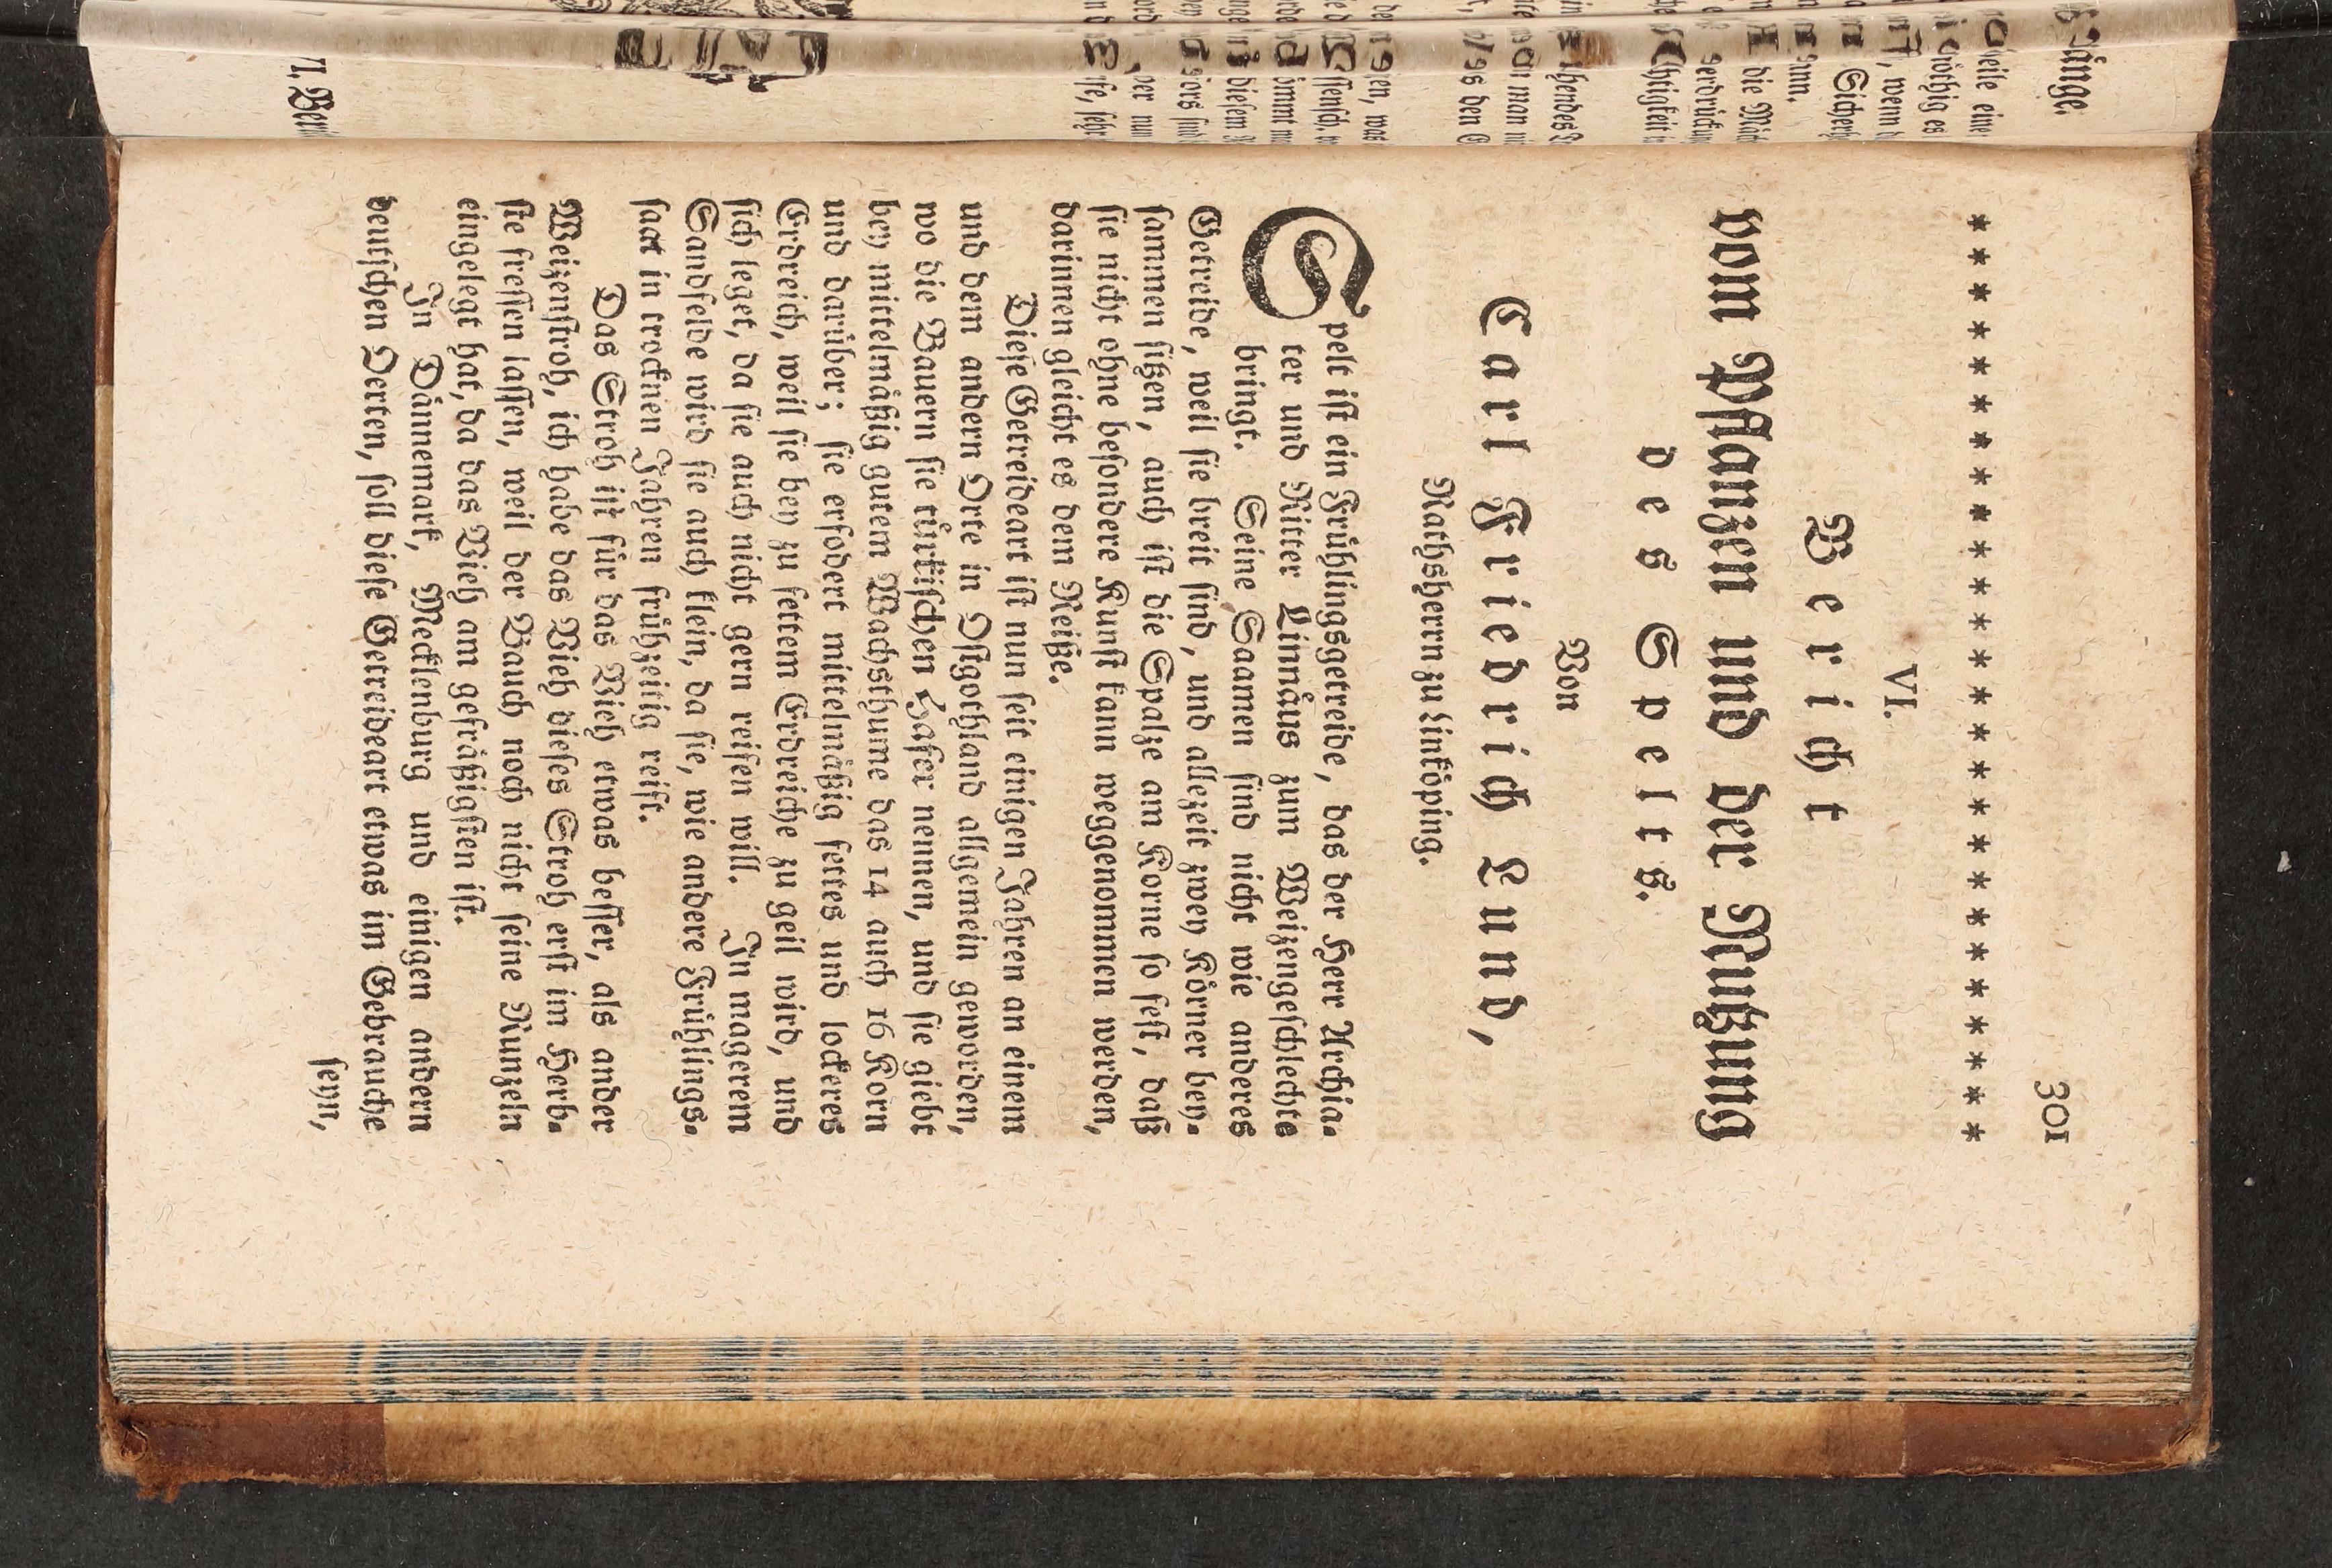 301
* * * * * * * * * * * * * * * * * * * * * * * * * *
VI.
Bericht
vom Pflanzen und der Nutzung
des Spelts.
Von
Carl Friedrich Lund,
Rathsherrn zu Linköping.
Spelt ist ein Frühlingsgetreide, das der Herr Archia-
ter und Ritter Linnäus zum Weizengeschlechte
bringt. Seine Saamen sind nicht wie anderes
Getreide, weil sie breit sind, und allezeit zwey Körner bey-
sammen sitzen, auch ist die Spalze am Korne so fest, daß
sie nicht ohne besondere Kunst kann weggenommen werden,
darinnen gleicht es dem Reiße.
Diese Getreideart ist nun seit einigen Jahren an einem
und dem andern Orte in Ostgothland allgemein geworden,
wo die Bauern sie türkischen Hafer nennen, und sie giebt
bey mittelmäßig gutem Wachsthume das 14 auch 16 Korn
und darüber; sie erfodert mittelmäßig fettes und lockeres
Erdreich, weil sie bey zu fettem Erdreiche zu geil wird, und
sich leget, da sie auch nicht gern reifen will. In magerem
Sandfelde wird sie auch klein, da sie, wie andere Frühlings-
saat in trocknen Jahren frühzeitig reift.
Das Stroh ist für das Vieh etwas besser, als ander
Weizenstroh, ich habe das Vieh dieses Stroh erst im Herb-
ste fressen lassen, weil der Bauch noch nicht seine Runzeln
eingelegt hat, da das Vieh am gefräßigsten ist.
In Dännemark, Mecklenburg und einigen andern
deutschen Oerten, soll diese Getreideart etwas im Gebrauche
seyn,